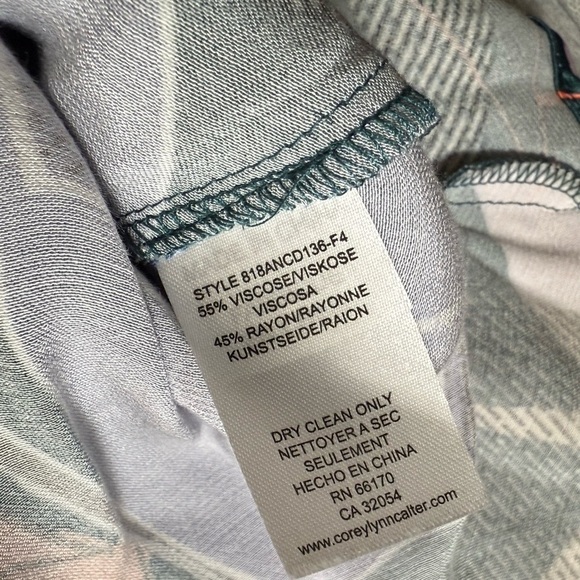 STYLE 818ANCD136-F4
55% VISCOSE/VISKOSE
VISCOSA
45% RAYON/RAYONNE
KUNSTSEIDE/RAION
DRY CLEAN ONLY
NETTOYER A SEC
SEULEMENT
HECHO EN CHINA
RN 66170
CA 32054
www.coreylynncalter.com